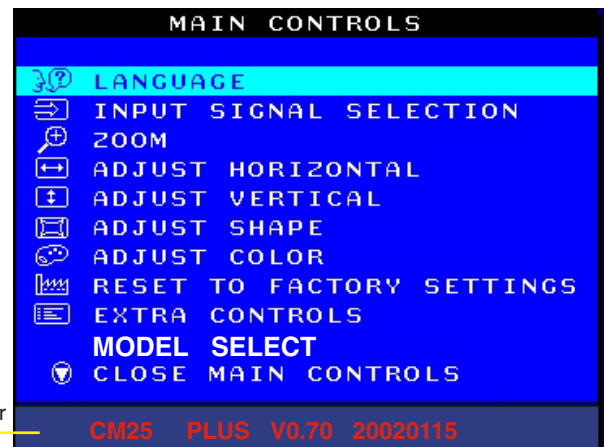 MAIN CONTROLS
LANGUAGE
INPUT SIGNAL SELECTION
ZOOM
ADJUST HORIZONTAL
ADJUST VERTICAL
ADJUST SHAPE
ADJUST COLOR
RESET TO FACTORY SETTINGS
EXTRA CONTROLS
MODEL SELECT
CLOSE MAIN CONTROLS
r
CM25 PLUS V0.70 20020115